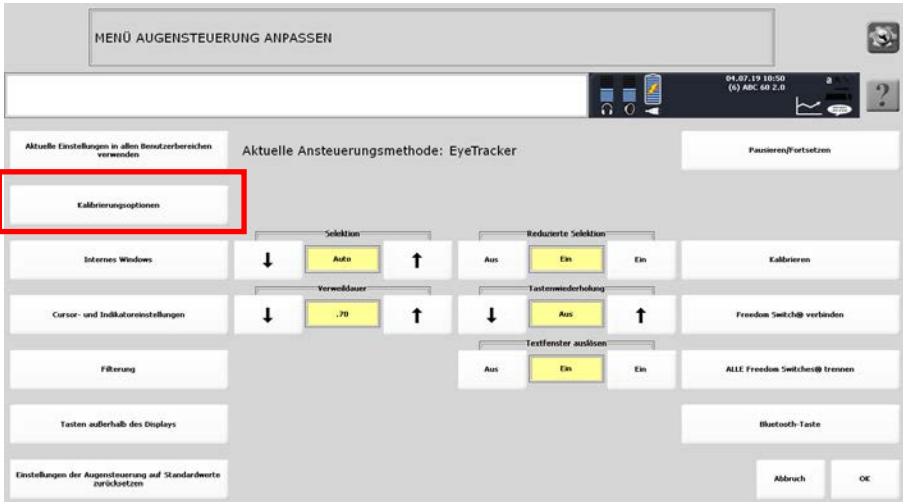 MENÜ AUGENSTEUERUNG ANPASSEN
04.07.19 10:50
(6) ABC 60 2.0
a
?
Aktuelle Einstellungen in allen Benutzerbereichen
verwenden
Aktuelle Ansteuerungsmethode: EyeTracker
Pausieren/Fortsetzen
Kalibrierungsoptionen
Selektion
Reduzierte Selektion
Internes Windows
↓ Auto ↑
Aus Ein Ein
Kalibrieren
Verweildauer
Tastenwiederholung
Cursor- und Indikatoreinstellungen
↓ .70 ↑
↓ Aus ↑
Freedom Switch® verbinden
Textfenster auslösen
Filterung
Aus Ein Ein
ALLE Freedom Switches® trennen
Tasten außerhalb des Displays
Bluetooth-Taste
Einstellungen der Augensteuerung auf Standardwerte
zurücksetzen
Abbruch
OK